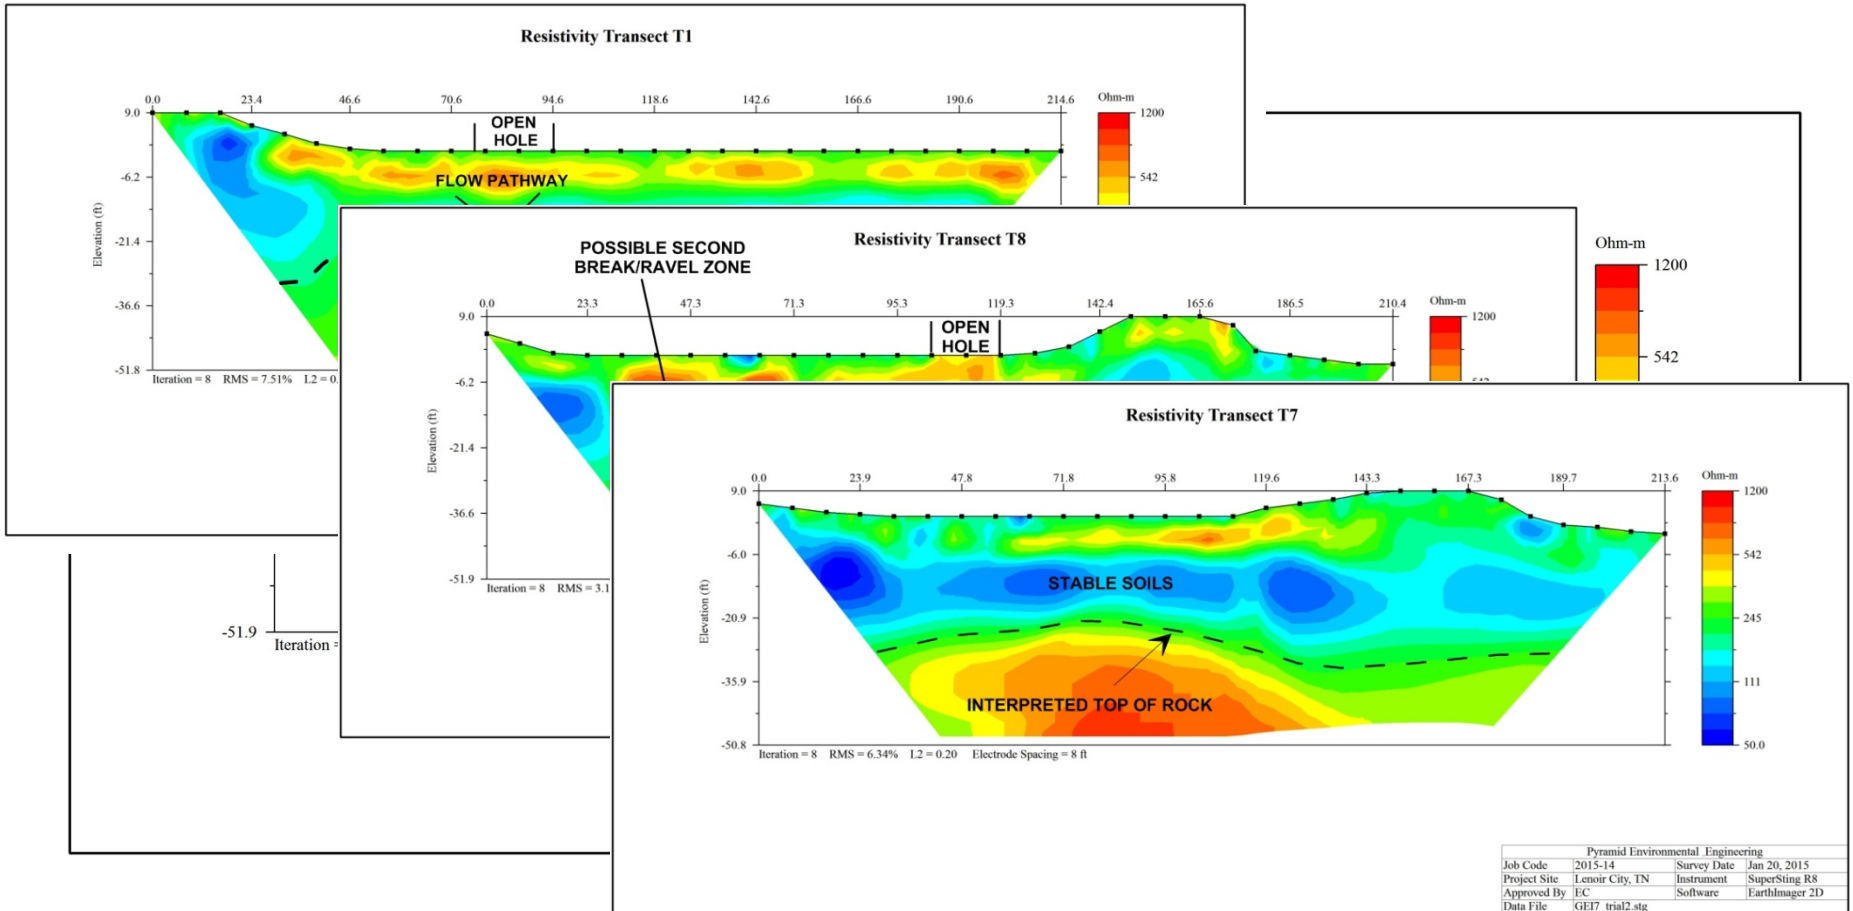 Resistivity Transect T1
0.0 23.4 46.6 70.6 94.6 118.6 142.6 166.6 190.6 214.6
Ohm-m
1200
542
9.0
-6.2
-21.4
-36.6
-51.8
Elevation (ft)
OPEN
HOLE
FLOW PATHWAY
Iteration = 8 RMS = 7.51% L2 = 0.
Ohm-m
1200
542
-51.9
Iteration =
Resistivity Transect T8
POSSIBLE SECOND
BREAK/RAVEL ZONE
0.0 23.3 47.3 71.3 95.3 119.3 142.4 165.6 186.5 210.4
Ohm-m
1200
542
9.0
-6.2
-21.4
-36.6
-51.9
Elevation (ft)
OPEN
HOLE
Iteration = 8 RMS = 3.1
Resistivity Transect T7
0.0 23.9 47.8 71.8 95.8 119.6 143.3 167.3 189.7 213.6
Ohm-m
1200
542
245
111
50.0
9.0
-6.0
-20.9
-35.9
-50.8
Elevation (ft)
STABLE SOILS
INTERPRETED TOP OF ROCK
Iteration = 8 RMS = 6.34% L2 = 0.20 Electrode Spacing = 8 ft
Pyramid Environmental Engineering
Job Code 2015-14 Survey Date Jan 20, 2015
Project Site Lenoir City, TN Instrument SuperSting R8
Approved By EC Software EarthImager 2D
Data File GEI7_trial2.stg